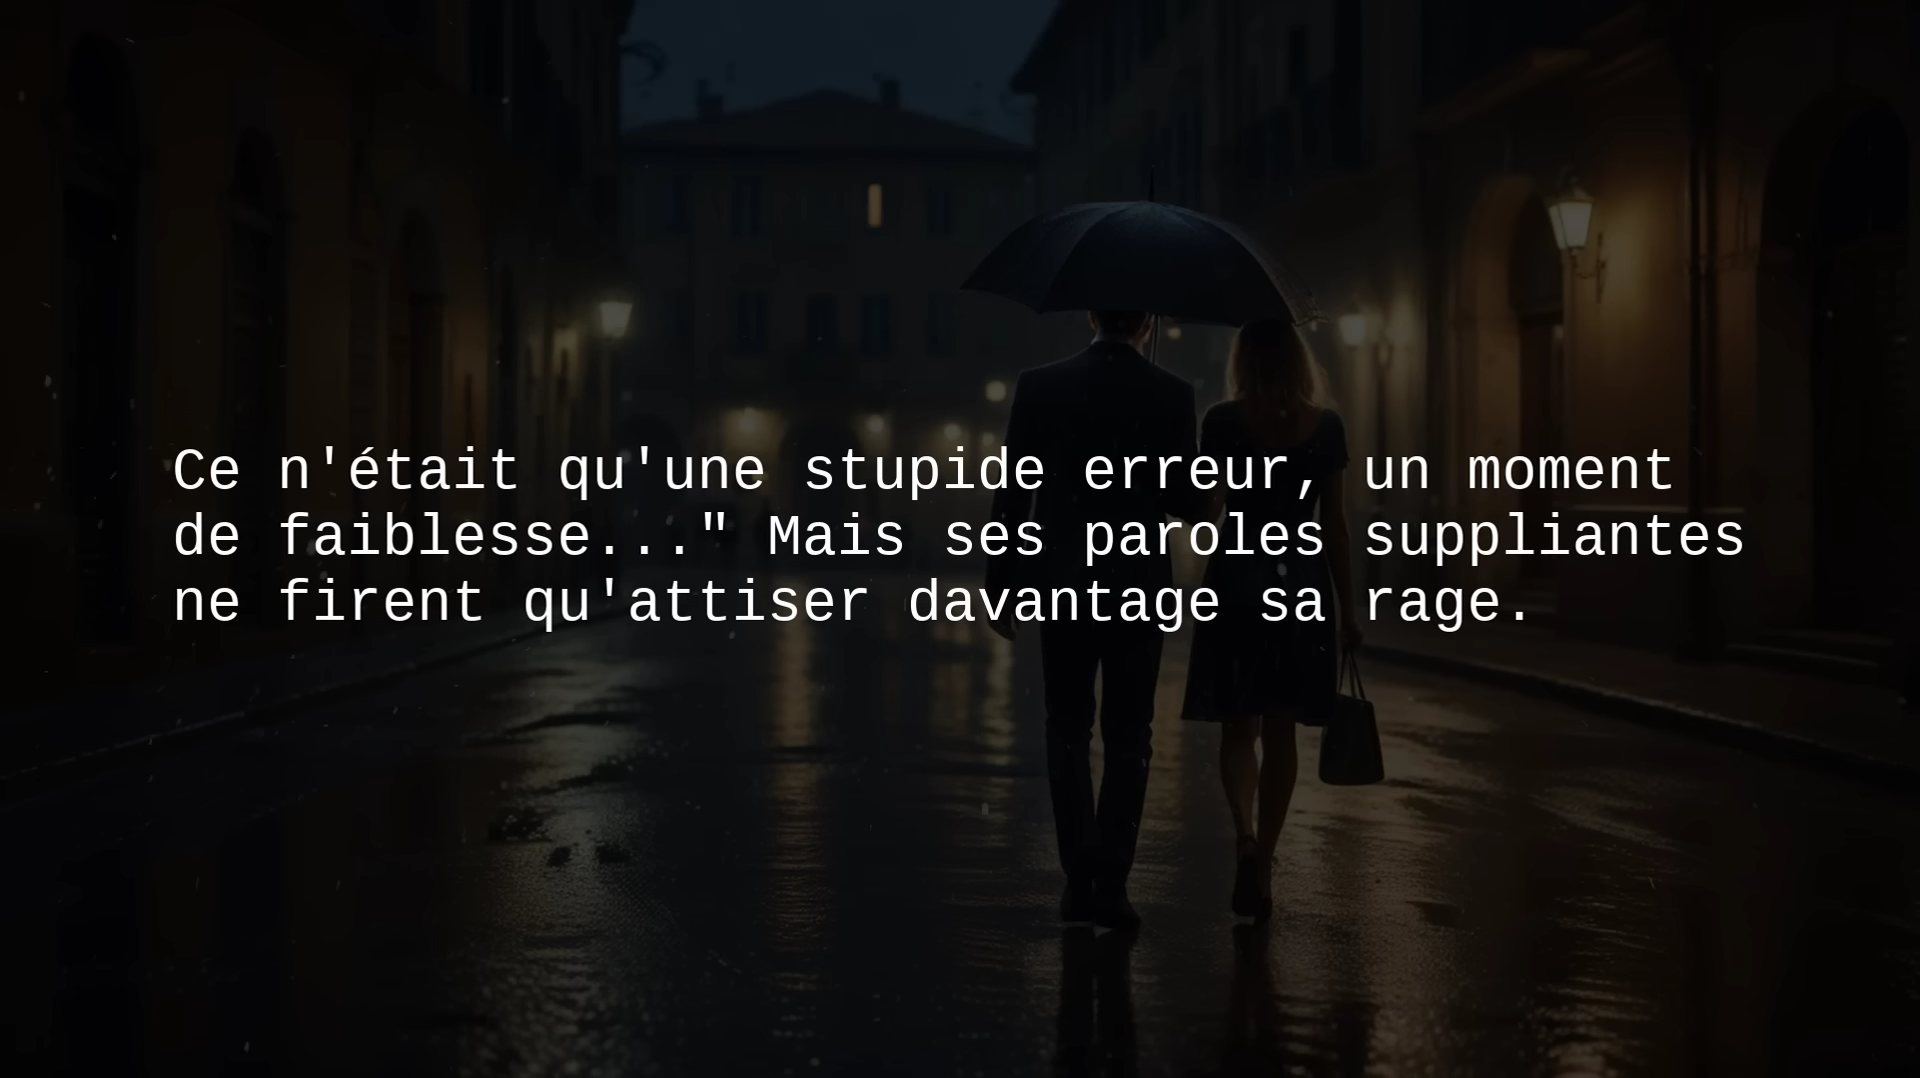 Ce n'était qu'une stupide erreur, un moment
de faiblesse..." Mais ses paroles suppliantes
ne firent qu'attiser davantage sa rage.